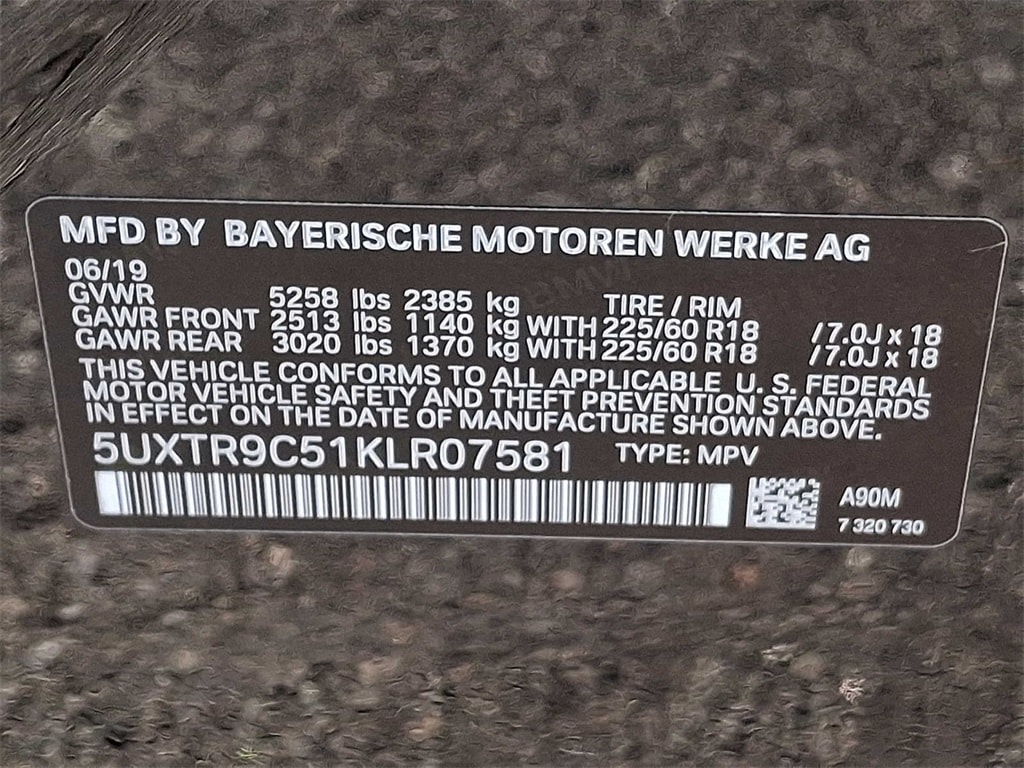 MFD BY BAYERISCHE MOTOREN WERKE AG
06/19
GVWR 5258 lbs 2385 kg TIRE / RIM
GAWR FRONT 2513 lbs 1140 kg WITH 225/60 R18 /7.0J x 18
GAWR REAR 3020 lbs 1370 kg WITH 225/60 R18 /7.0J x 18
THIS VEHICLE CONFORMS TO ALL APPLICABLE U. S. FEDERAL
MOTOR VEHICLE SAFETY AND THEFT PREVENTION STANDARDS
IN EFFECT ON THE DATE OF MANUFACTURE SHOWN ABOVE.
5UXTR9C51KLR07581 TYPE: MPV
A90M
7 320 730